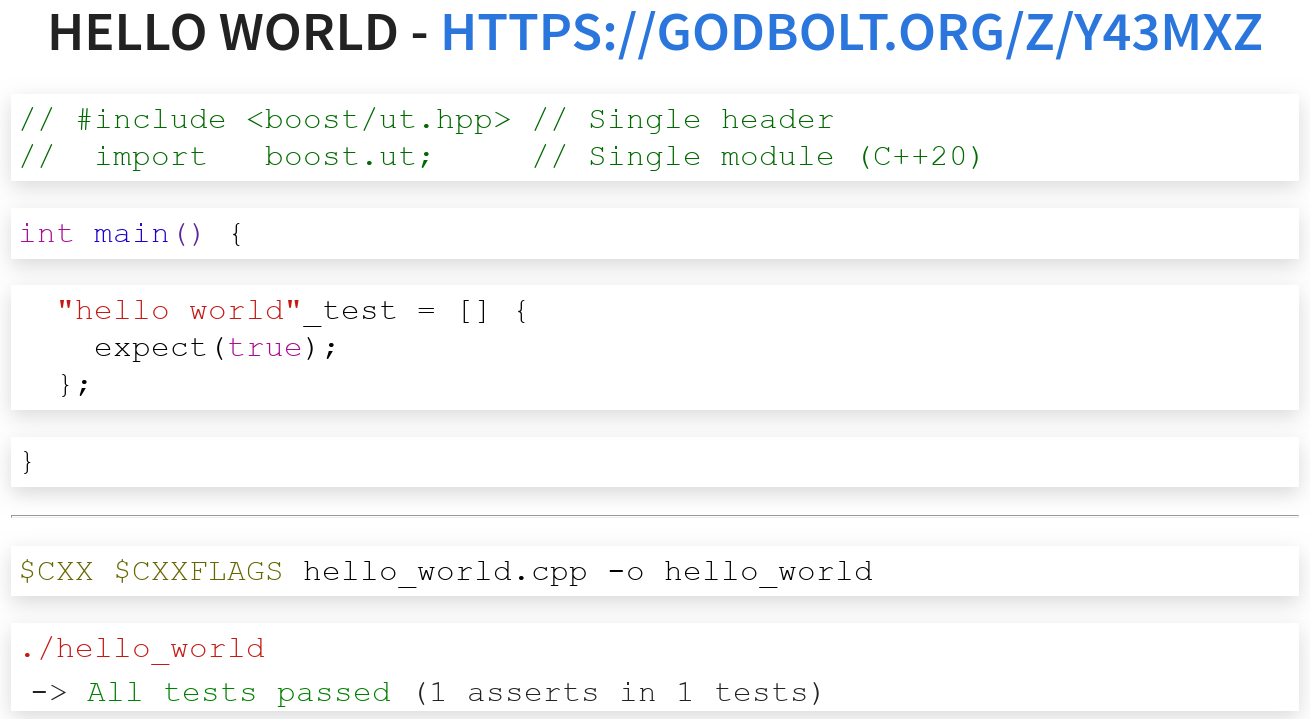 HELLO WORLD - HTTPS://GODBOLT.ORG/Z/Y43MXZ
// #include <boost/ut.hpp> // Single header
//  import   boost.ut;     // Single module (C++20)
int main() {
  "hello world"_test = [] {
    expect(true);
  };
}
$CXX $CXXFLAGS hello_world.cpp -o hello_world
./hello_world
-> All tests passed (1 asserts in 1 tests)